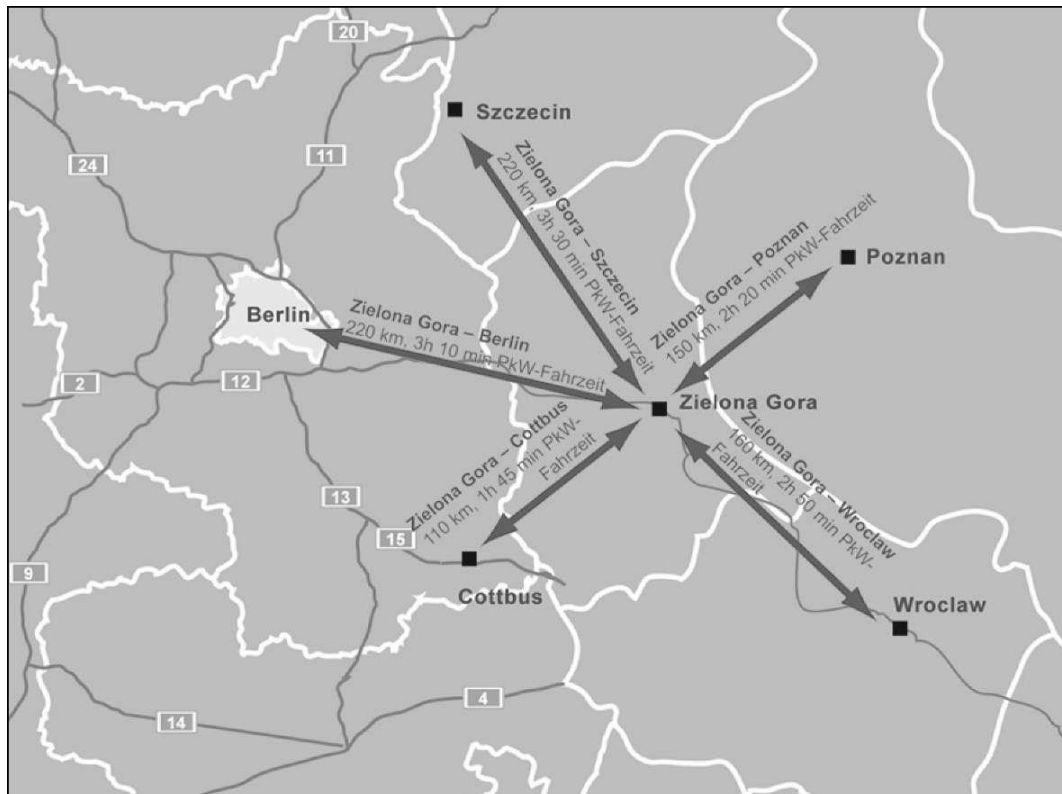 20
Szczecin
11
24
Zielona Gora – Szczecin
220 km, 3h 30 min PkW-Fahrzeit
Zielona Gora – Poznan
150 km, 2h 20 min PkW-Fahrzeit
Poznan
Berlin
Zielona Gora – Berlin
220 km, 3h 10 min PkW-Fahrzeit
2
12
Zielona Gora
Zielona Gora – Cottbus
110 km, 1h 45 min PkW-
Fahrzeit
Zielona Gora – Wroclaw
160 km, 2h 50 min PkW-
Fahrzeit
13
15
9
Cottbus
Wroclaw
4
14